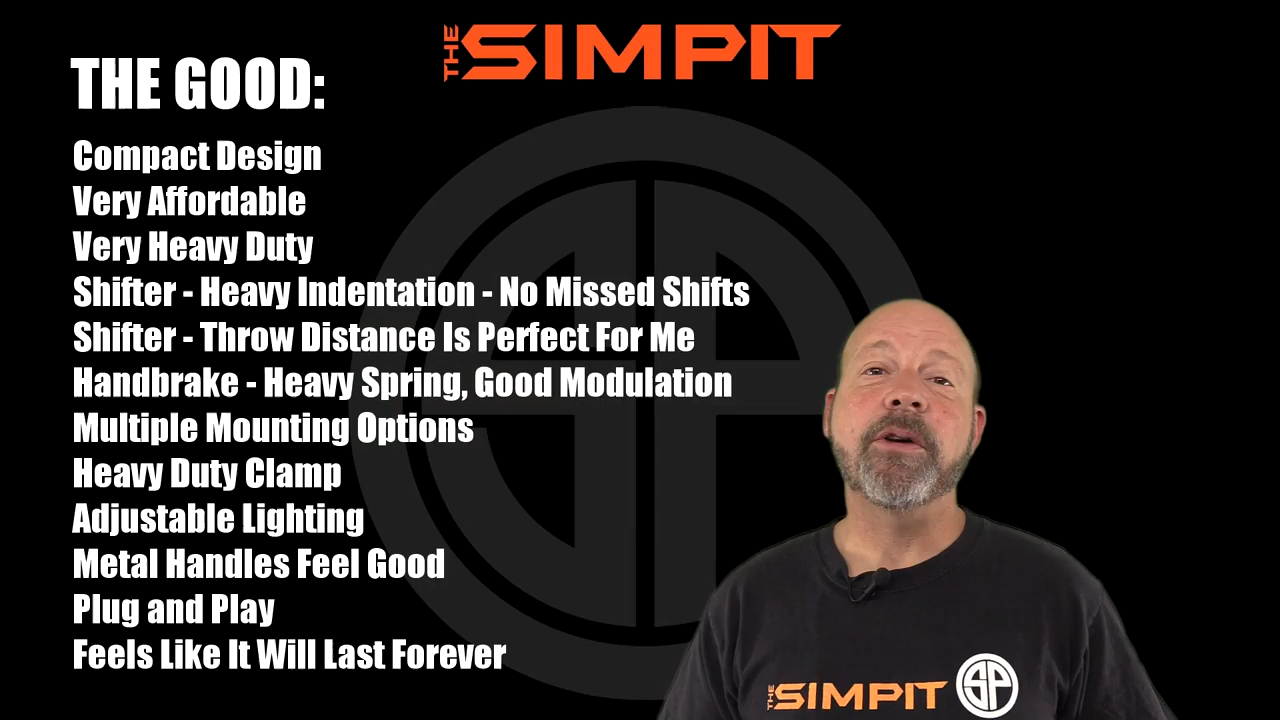 THE SIMPIT
THE GOOD:
Compact Design
Very Affordable
Very Heavy Duty
Shifter - Heavy Indentation - No Missed Shifts
Shifter - Throw Distance Is Perfect For Me
Handbrake - Heavy Spring, Good Modulation
Multiple Mounting Options
Heavy Duty Clamp
Adjustable Lighting
Metal Handles Feel Good
Plug and Play
Feels Like It Will Last Forever
THE SIMPIT SP